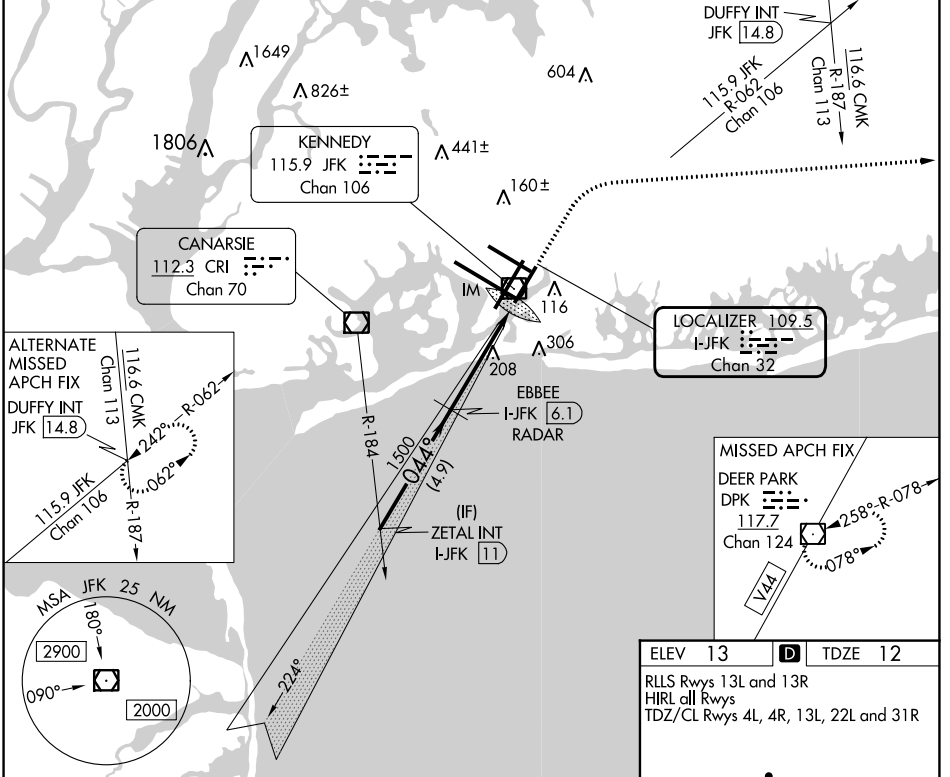 DUFFY INT
JFK 14.8
116.6 CMK
R-187
Chan 113
115.9 JFK
R-062
Chan 106
1649
826±
604
1806
441±
160±
KENNEDY
115.9 JFK
Chan 106
CANARSIE
112.3 CRI
Chan 70
IM
116
LOCALIZER 109.5
I-JFK
Chan 32
208
306
EBBEE
I-JFK 6.1
RADAR
R-184
1500
044°
(4.9)
(IF)
ZETAL INT
I-JFK 11
224°
ALTERNATE
MISSED
APCH FIX
DUFFY INT
JFK 14.8
116.6 CMK
Chan 113
242°
R-062
062°
115.9 JFK
Chan 106
R-187
MISSED APCH FIX
DEER PARK
DPK
117.7
Chan 124
258°
R-078
078°
V44
MSA JFK 25 NM
180°
2900
090°
2000
ELEV 13 D TDZE 12
RLLS Rwys 13L and 13R
HIRL all Rwys
TDZ/CL Rwys 4L, 4R, 13L, 22L and 31R